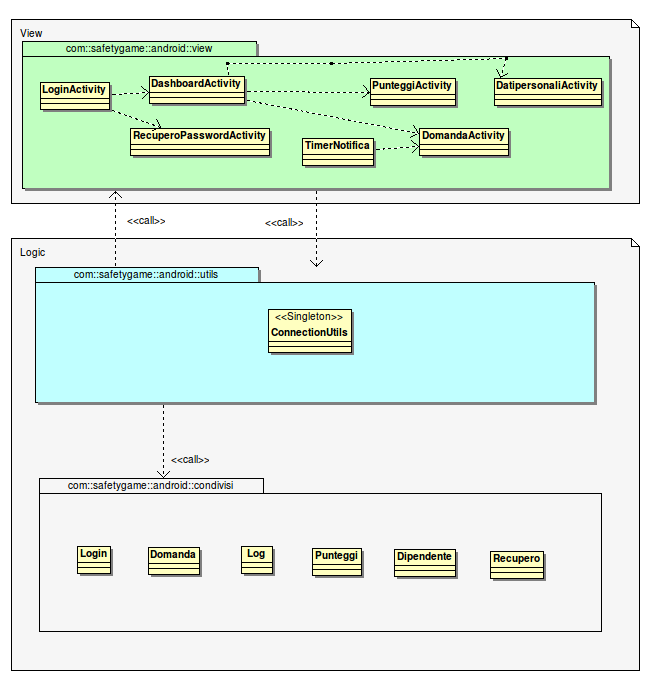 View
com::safetygame::android::view
LoginActivity
DashboardActivity
PunteggiActivity
DatipersonaliActivity
RecuperoPasswordActivity
TimerNotifica
DomandaActivity
<<call>>
<<call>>
Logic
com::safetygame::android::utils
<<Singleton>>
ConnectionUtils
<<call>>
com::safetygame::android::condivisi
Login
Domanda
Log
Punteggi
Dipendente
Recupero